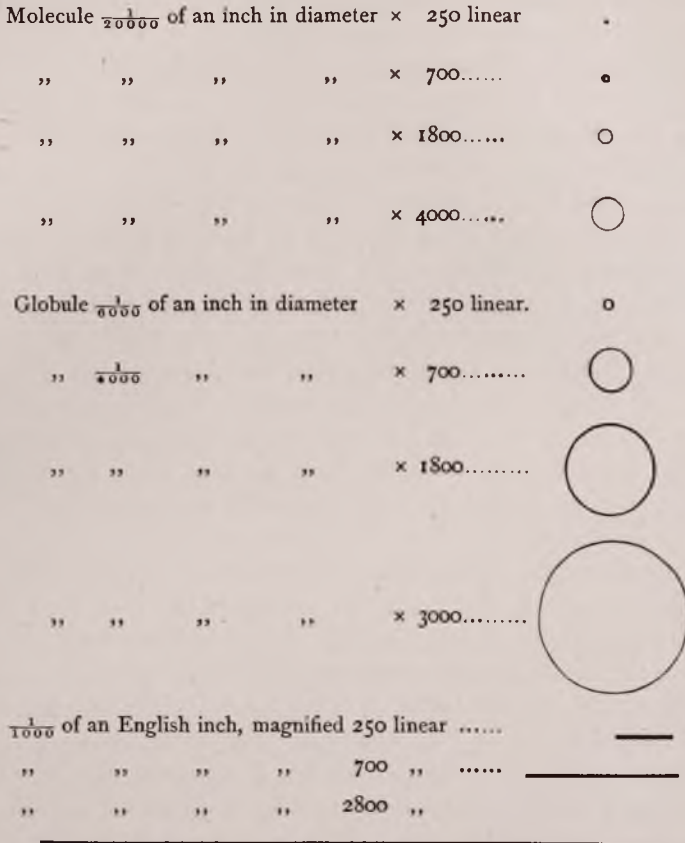 Molecule 1/20000 of an inch in diameter × 250 linear
,, ,, ,, ,, × 700......
,, ,, ,, ,, × 1800......
,, ,, ,, ,, × 4000......
Globule 1/6000 of an inch in diameter × 250 linear.
,, 1/4000 ,, ,, × 700.........
,, ,, ,, ,, × 1800.........
,, ,, ,, ,, × 3000.........
1/1000 of an English inch, magnified 250 linear ......
,, ,, ,, ,, 700 ,, ......
,, ,, ,, ,, 2800 ,,